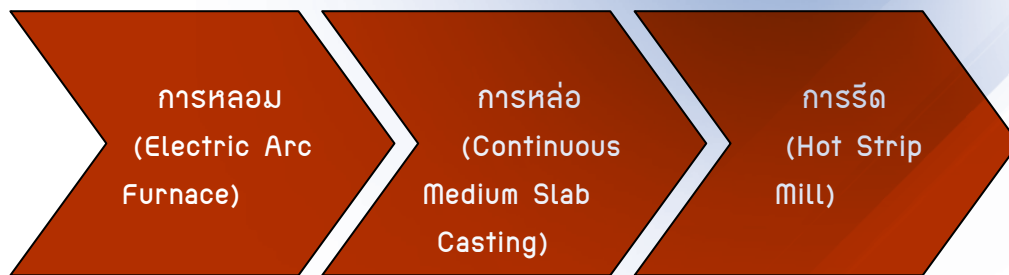 การหลอม
(Electric Arc
Furnace)
การหล่อ
(Continuous
Medium Slab
Casting)
การรีด
(Hot Strip
Mill)